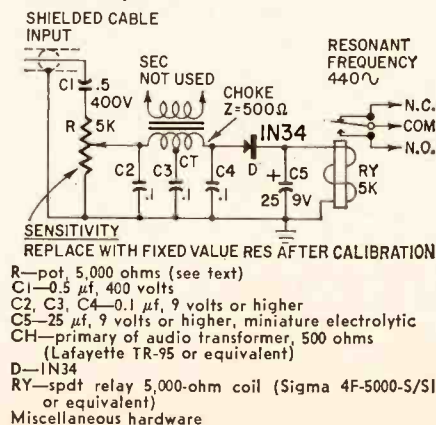 SHIELDED CABLE
INPUT
C1
.5
400V
R
5K
SENSITIVITY
REPLACE WITH FIXED VALUE RES AFTER CALIBRATION
SEC
NOT USED
CHOKE
Z=500Ω
C2
.1
C3
.1
CT
C4
.1
1N34
D
+
C5
25
9V
RESONANT
FREQUENCY
440∿
N.C.
COM
N.O.
RY
5K
R—pot, 5,000 ohms (see text)
C1—0.5 µf, 400 volts
C2, C3, C4—0.1 µf, 9 volts or higher
C5—25 µf, 9 volts or higher, miniature electrolytic
CH—primary of audio transformer, 500 ohms
(Lafayette TR-95 or equivalent)
D—1N34
RY—spdt relay 5,000-ohm coil (Sigma 4F-5000-S/SI
or equivalent)
Miscellaneous hardware